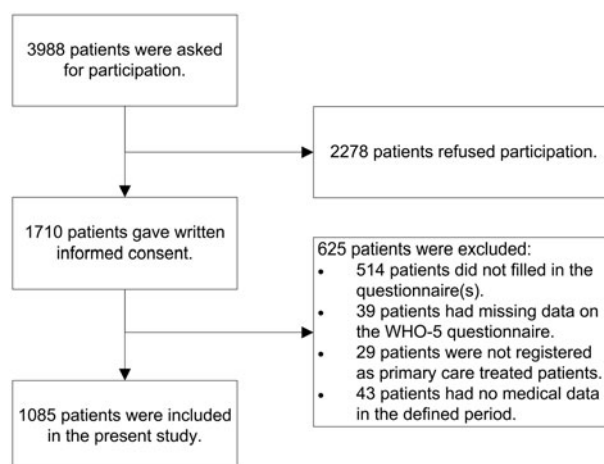 3988 patients were asked
for participation.
2278 patients refused participation.
1710 patients gave written
informed consent.
625 patients were excluded:
• 514 patients did not filled in the
questionnaire(s).
• 39 patients had missing data on
the WHO-5 questionnaire.
• 29 patients were not registered
as primary care treated patients.
• 43 patients had no medical data
in the defined period.
1085 patients were included
in the present study.